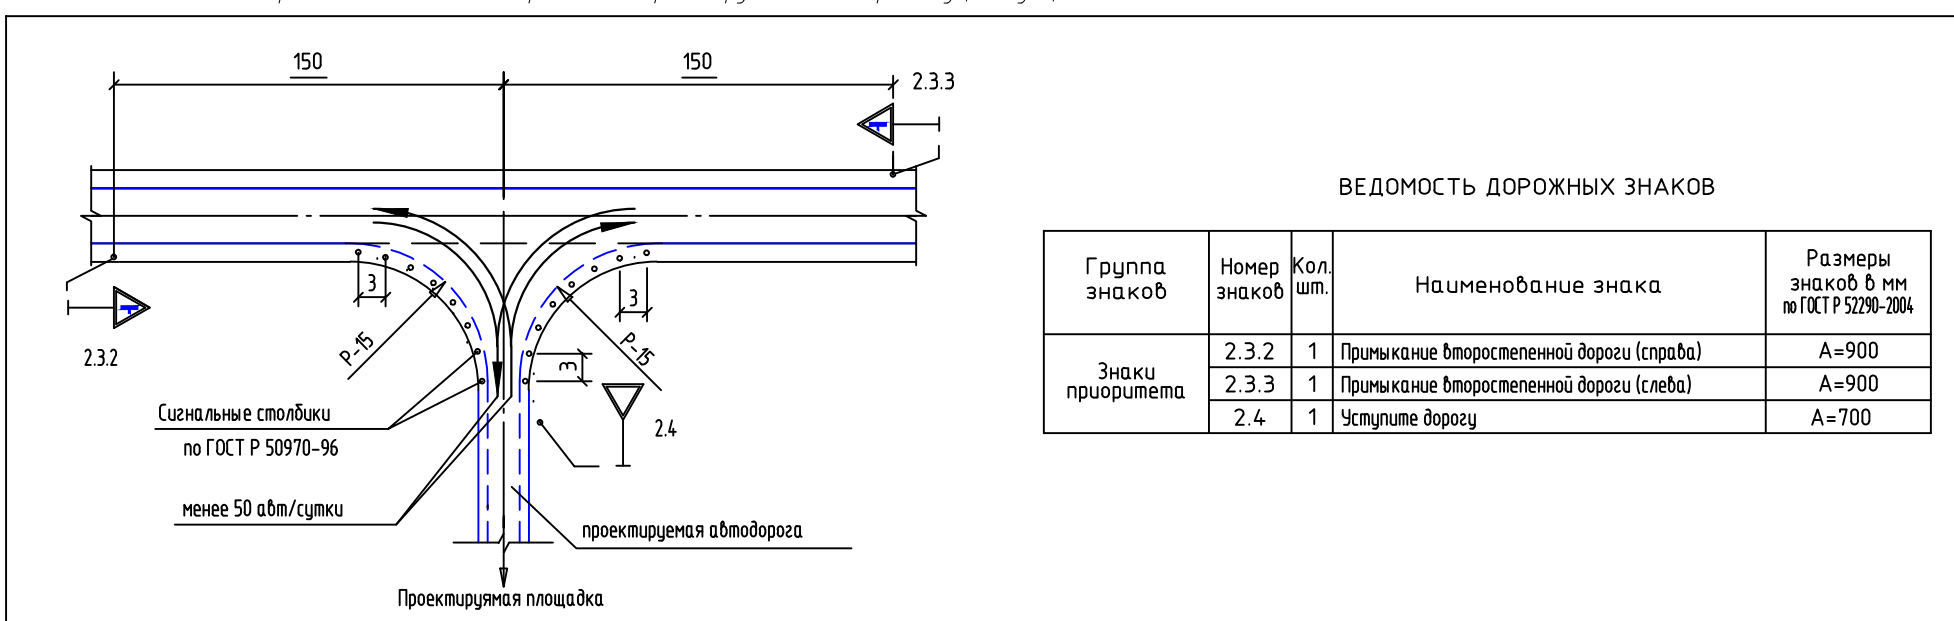 150
150
2.3.3
3
3
3
Р-15
Р-15
2.3.2
2.4
Сигнальные столбики
по ГОСТ Р 50970-96
менее 50 авт/сутки
проектируемая автодорога
Проектируямая площадка
ВЕДОМОСТЬ ДОРОЖНЫХ ЗНАКОВ
Группа знаков
Номер знаков
Кол. шт.
Наименование знака
Размеры знаков в мм по ГОСТ Р 52290-2004
Знаки приоритета
2.3.2 1 Примыкание второстепенной дороги (справа) А=900
2.3.3 1 Примыкание второстепенной дороги (слева) А=900
2.4 1 Уступите дорогу А=700